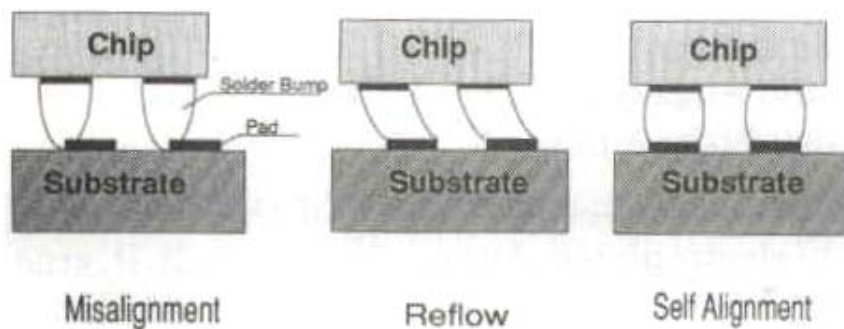 Chip
Solder Bump
Pad
Substrate
Misalignment
Chip
Substrate
Reflow
Chip
Substrate
Self Alignment